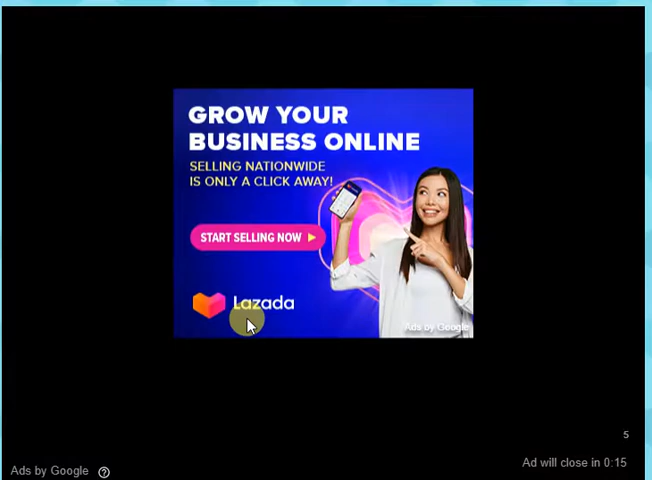 GROW YOUR
BUSINESS ONLINE
SELLING NATIONWIDE
IS ONLY A CLICK AWAY!
START SELLING NOW
Lazada
Ads by Google
5
Ad will close in 0:15
Ads by Google